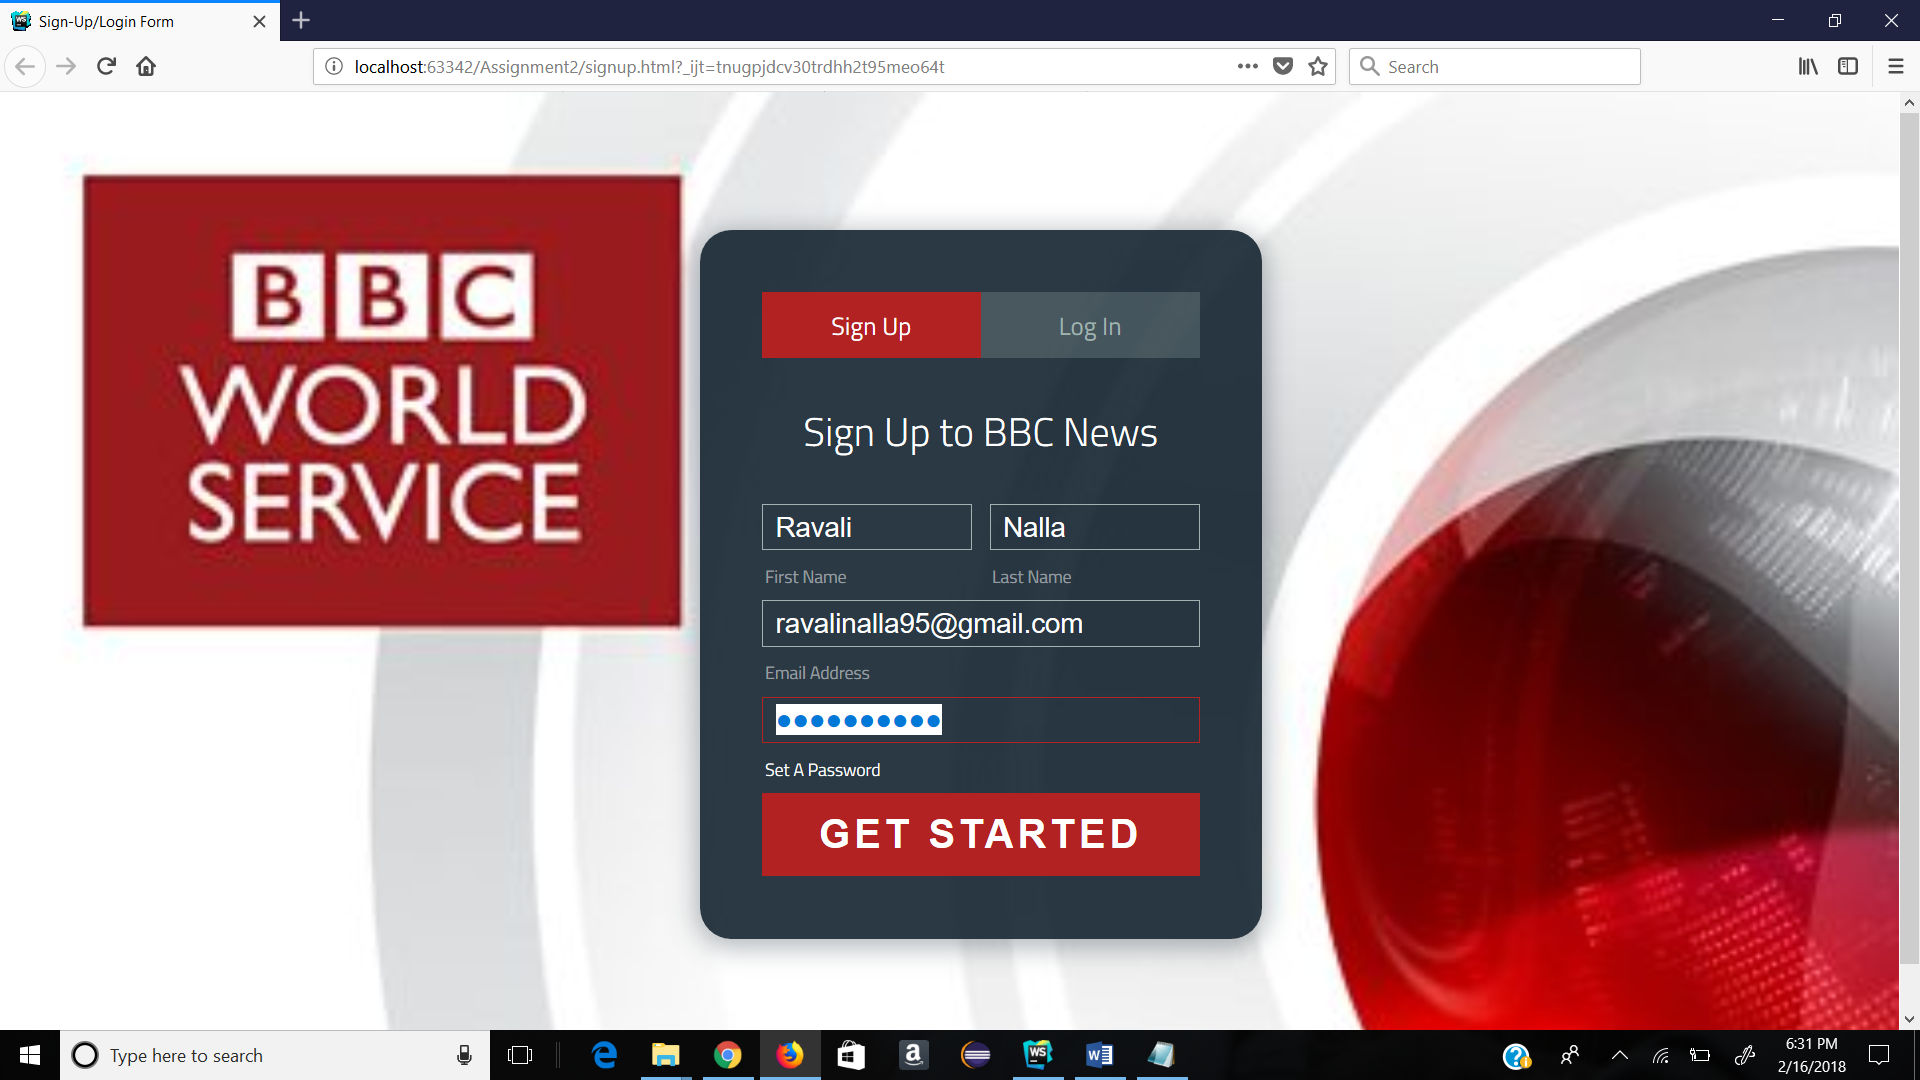 Sign-Up/Login Form
localhost:63342/Assignment2/signup.html?_ijt=tnugpjdcv30trdhh2t95meo64t
Search
BBC
WORLD
SERVICE
Sign Up
Log In
Sign Up to BBC News
Ravali
Nalla
First Name
Last Name
ravalinalla95@gmail.com
Email Address
Set A Password
GET STARTED
Type here to search
6:31 PM
2/16/2018